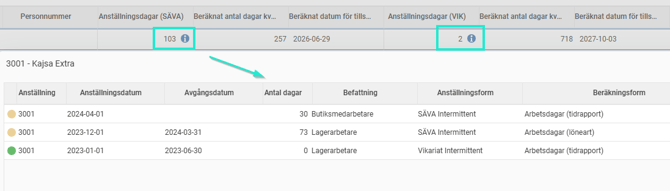 Personnummer Anställningsdagar (SÄVA) Beräknat antal dagar kv... Beräknat datum för tills... Anställningsdagar (VIK) Beräknat antal dagar kv... Beräknat datum för tills...
103 257 2026-06-29 2 718 2027-10-03
3001 - Kajsa Extra
Anställning Anställningsdatum Avgångsdatum Antal dagar Befattning Anställningsform Beräkningsform
3001 2024-04-01 30 Butiksmedarbetare SÄVA Intermittent Arbetsdagar (tidrapport)
3001 2023-12-01 2024-03-31 73 Lagerarbetare SÄVA Intermittent Arbetsdagar (löneart)
3001 2023-01-01 2023-06-30 0 Lagerarbetare Vikariat Intermittent Arbetsdagar (tidrapport)